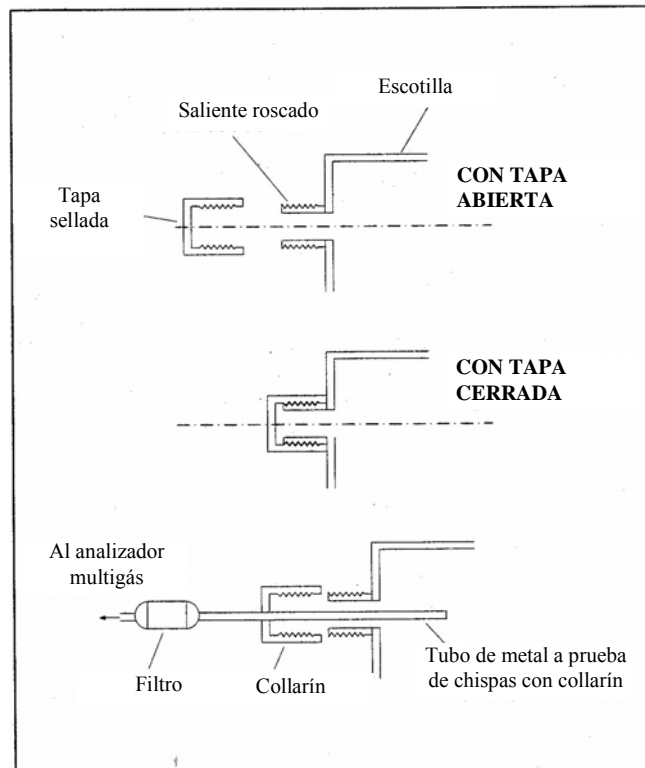 Escotilla
Saliente roscado
CON TAPA
ABIERTA
Tapa
sellada
CON TAPA
CERRADA
Al analizador
multigás
Filtro
Collarín
Tubo de metal a prueba
de chispas con collarín